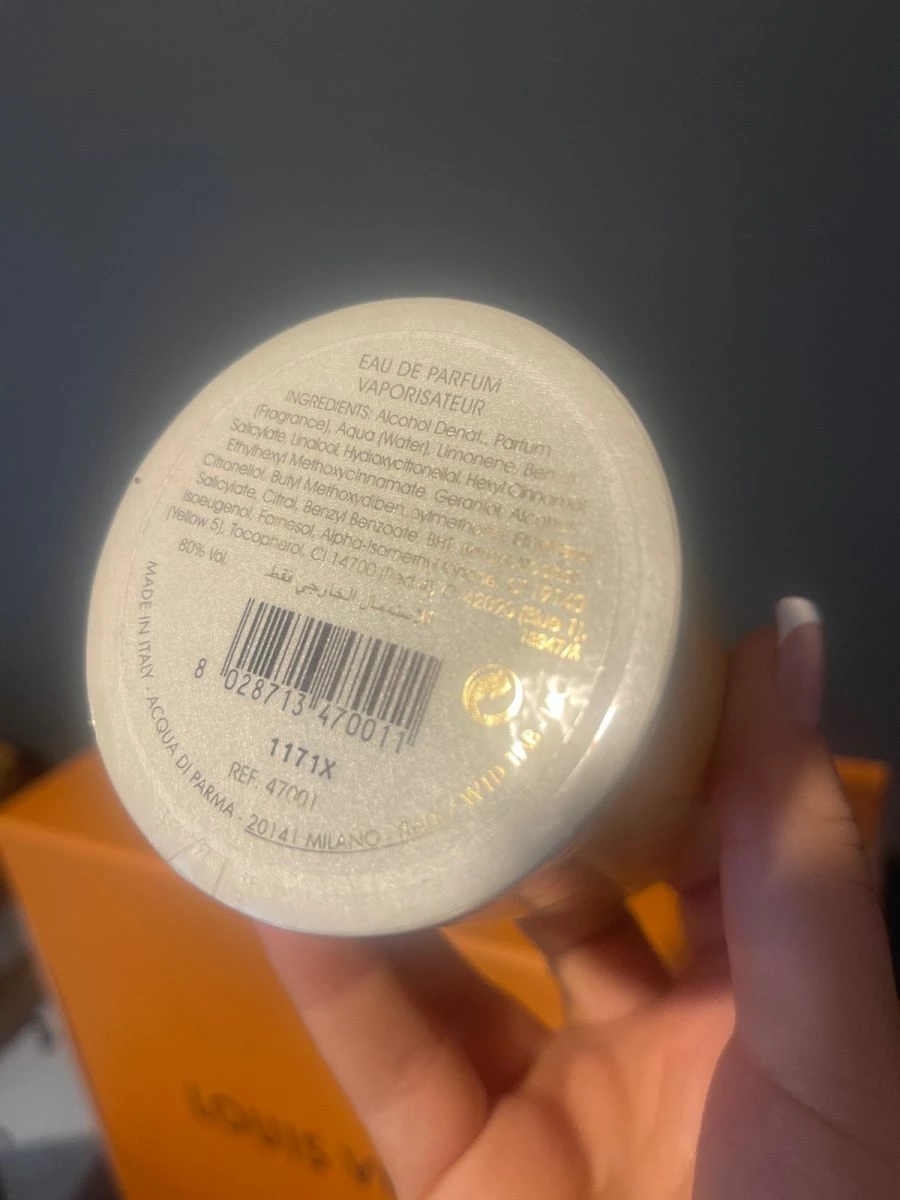 EAU DE PARFUM
VAPORISATEUR
INGREDIENTS: Alcohol Denat., Parfum
(Fragrance), Aqua (Water), Limonene,
Salicylate, Linalool, Hydroxycitronellal, Hexyl Cinnamal,
Ethylhexyl Methoxycinnamate, Geraniol,
Citronellol, Butyl
Salicylate, Citral, Benzyl Benzoate, BHT,
Isoeugenol, Farnesol, Alpha-Isomethyl Ionone, CI 19140
(Yellow 5), Tocopherol, CI 14700 (Red 4), CI 42090 (Blue 1).
80% Vol.
للإستعمال الخارجي فقط
8 028713 470011
1171X
REF. 47001
MADE IN ITALY - ACQUA DI PARMA - 20141 MILANO -
LOUIS V